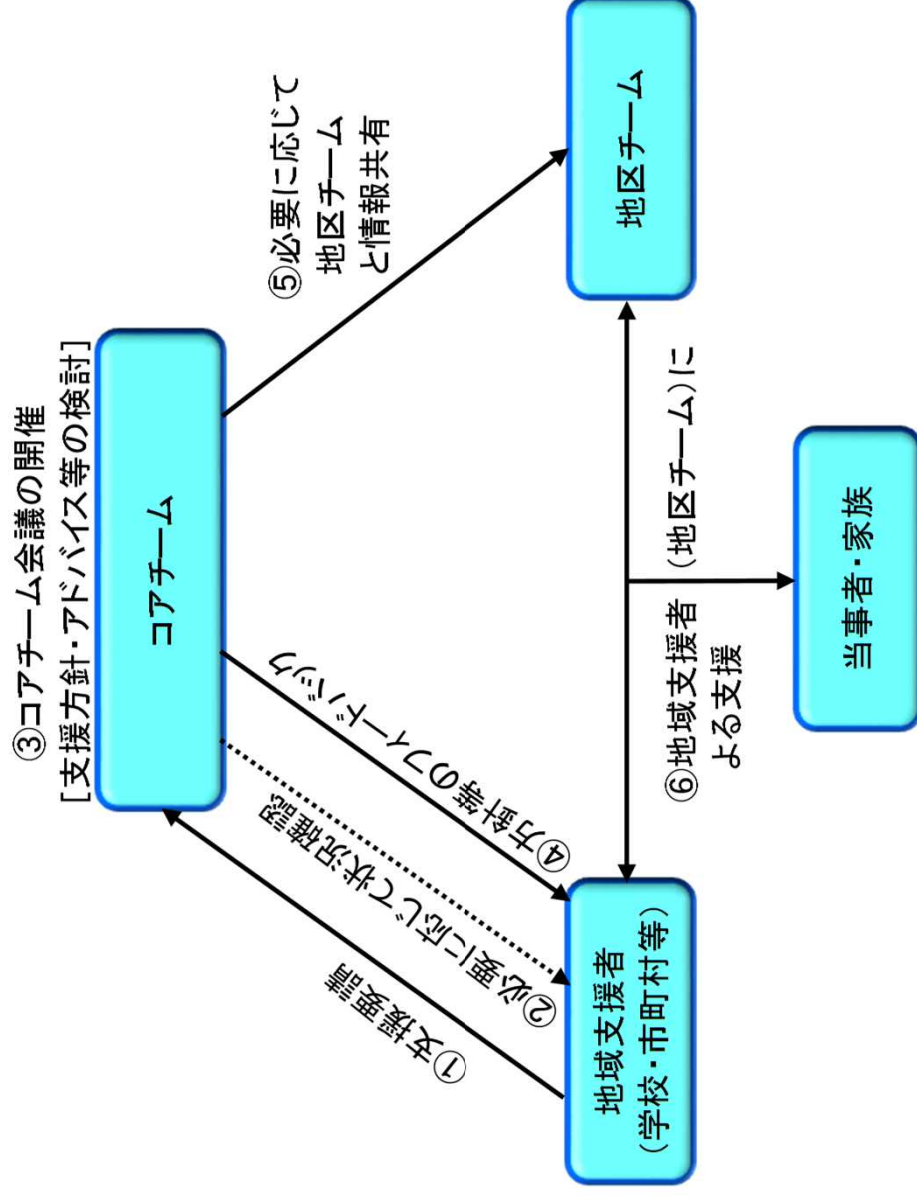 ③コアチーム会議の開催
[支援方針・アドバイス等の検討]
コアチーム
①支援要請
②必要に応じて状況確認
④方針等のフィードバック
⑤必要に応じて
地区チーム
と情報共有
地域支援者
(学校・市町村等)
⑥地域支援者 (地区チーム)に
よる支援
地区チーム
当事者・家族